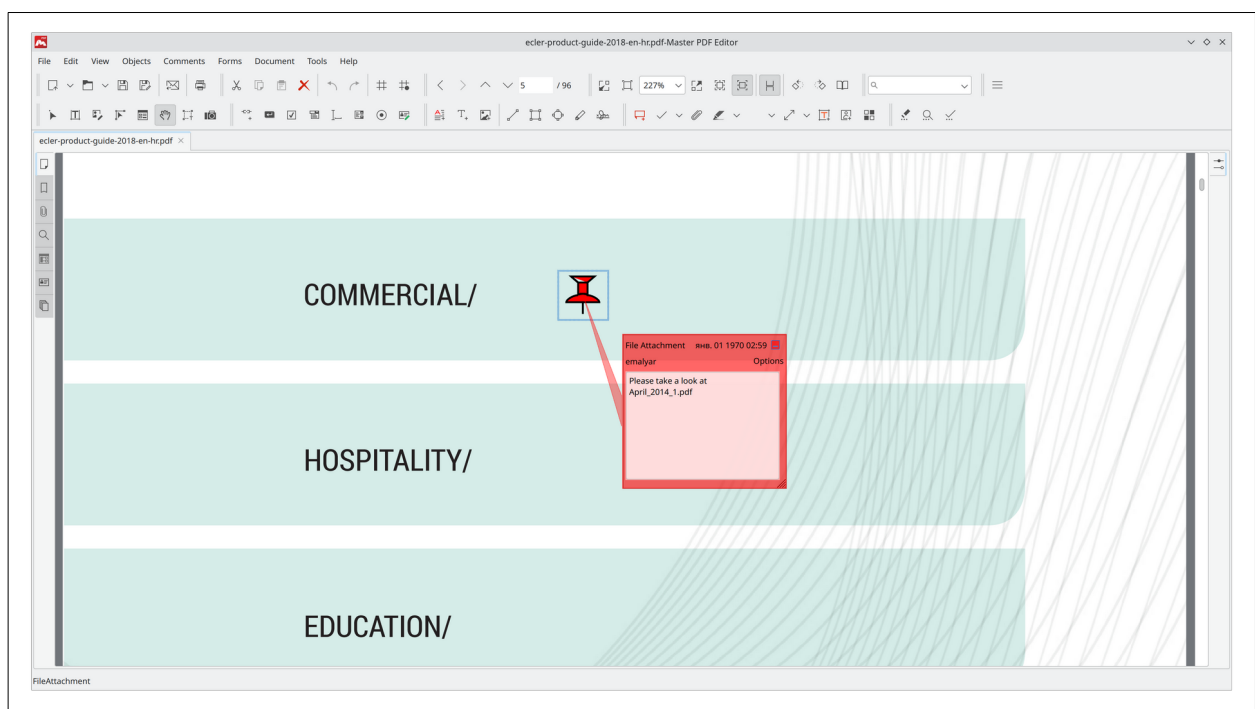 ecler-product-guide-2018-en-hr.pdf-Master PDF Editor
File Edit View Objects Comments Forms Document Tools Help
5 / 96 227%
ecler-product-guide-2018-en-hr.pdf
COMMERCIAL/
File Attachment янв. 01 1970 02:59
emalyar Options
Please take a look at
April_2014_1.pdf
HOSPITALITY/
EDUCATION/
FileAttachment